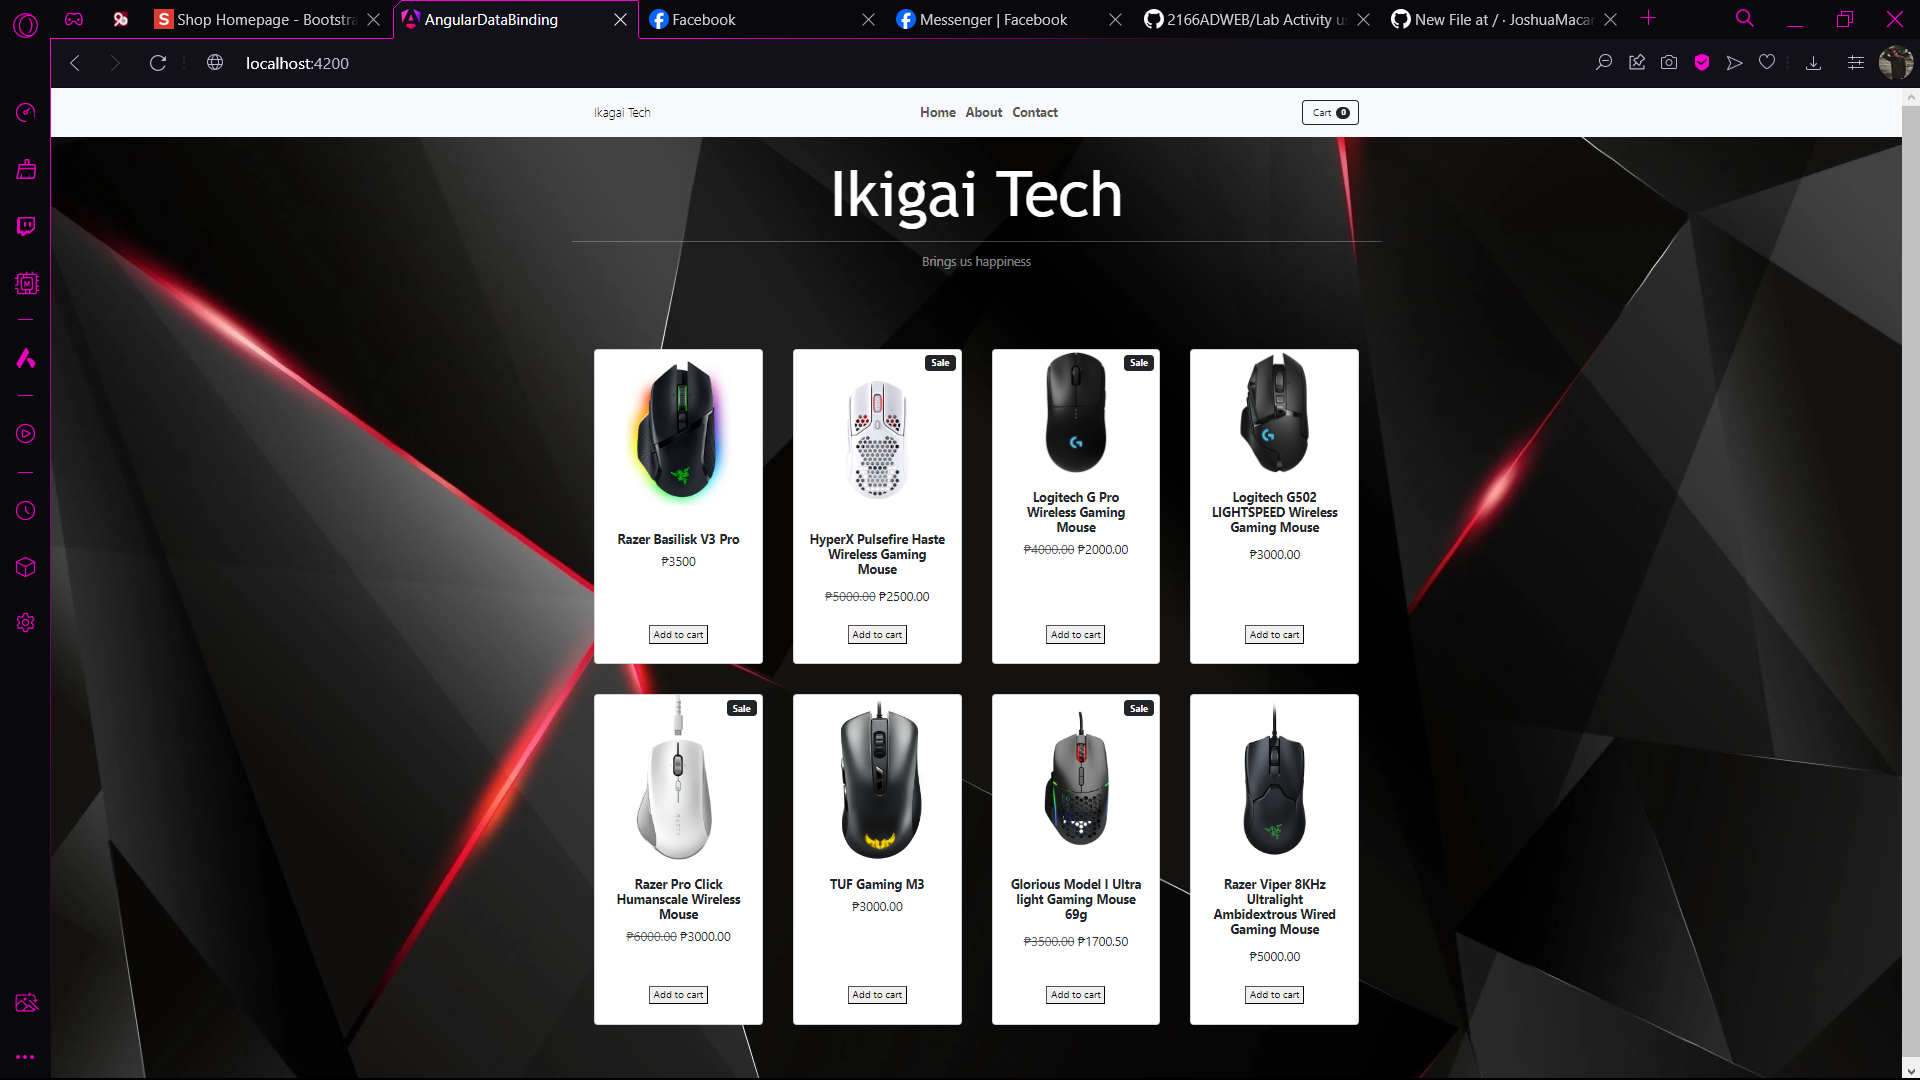 Shop Homepage - Bootstra
AngularDataBinding
Facebook
Messenger | Facebook
2166ADWEB/Lab Activity u
New File at / · JoshuaMacar
localhost:4200
Ikagai Tech
Home About Contact
Cart 0
Ikigai Tech
Brings us happiness
Razer Basilisk V3 Pro
₱3500
Add to cart
Sale
HyperX Pulsefire Haste
Wireless Gaming
Mouse
₱5000.00 ₱2500.00
Add to cart
Sale
Logitech G Pro
Wireless Gaming
Mouse
₱4000.00 ₱2000.00
Add to cart
Logitech G502
LIGHTSPEED Wireless
Gaming Mouse
₱3000.00
Add to cart
Sale
Razer Pro Click
Humanscale Wireless
Mouse
₱6000.00 ₱3000.00
Add to cart
TUF Gaming M3
₱3000.00
Add to cart
Sale
Glorious Model I Ultra
light Gaming Mouse
69g
₱3500.00 ₱1700.50
Add to cart
Razer Viper 8KHz
Ultralight
Ambidextrous Wired
Gaming Mouse
₱5000.00
Add to cart